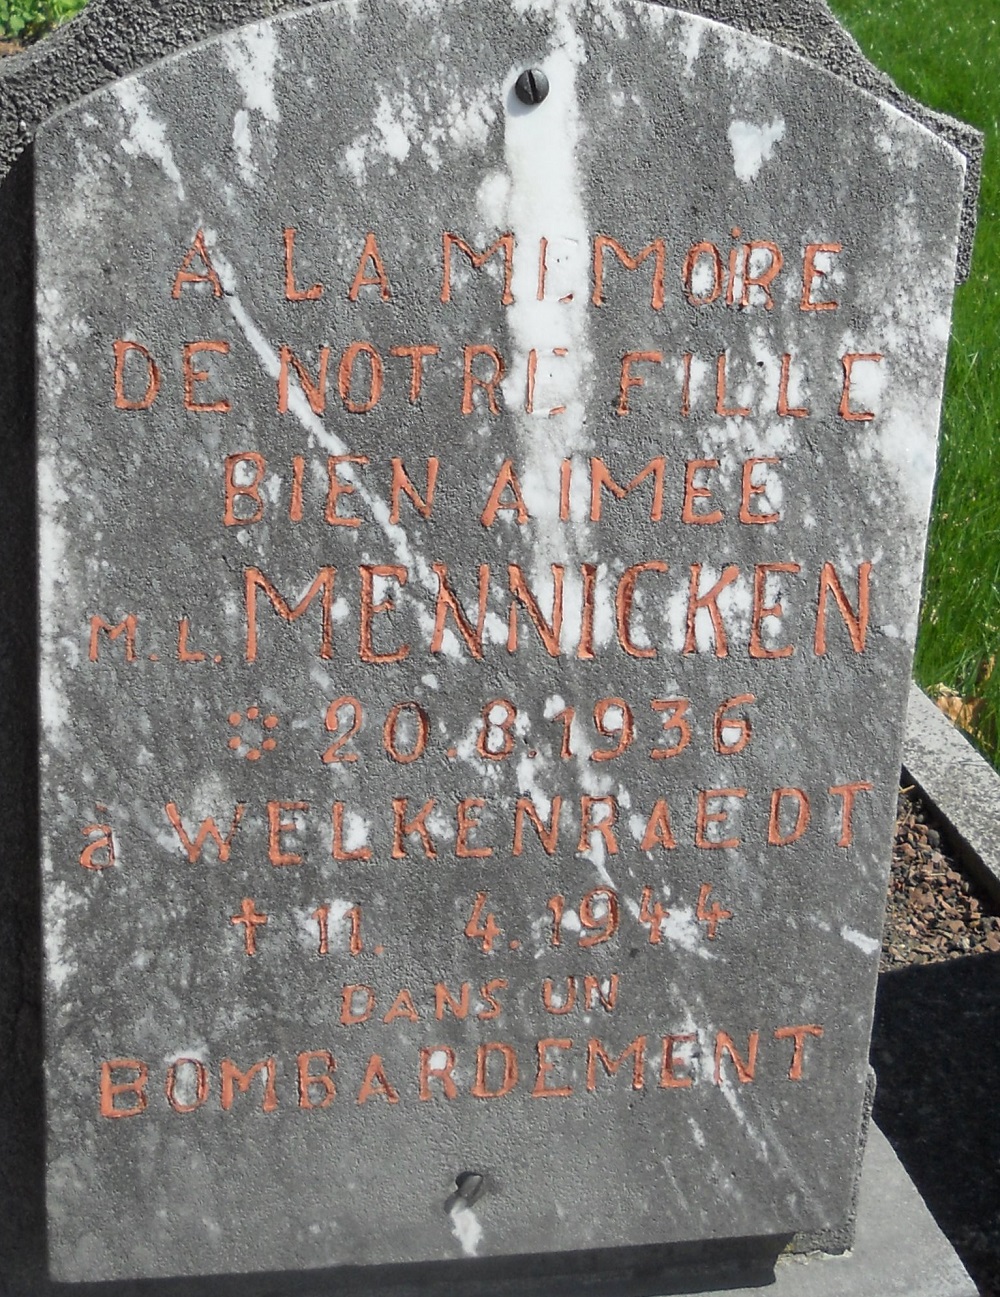 A LA MEMOiRE
DE NOTRE FILLE
BIEN AIMEE
M.L. MENNICKEN
20.8.1936
à WELKENRAEDT
† 11. 4.1944
DANS UN
BOMBARDEMENT